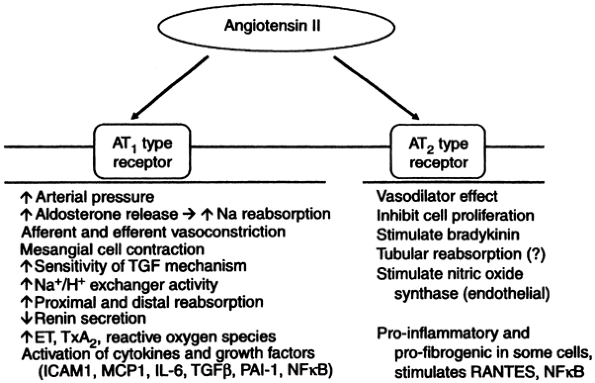 Angiotensin II
AT1 type
receptor
AT2 type
receptor
↑ Arterial pressure
↑ Aldosterone release → ↑ Na reabsorption
Afferent and efferent vasoconstriction
Mesangial cell contraction
↑ Sensitivity of TGF mechanism
↑ Na+/H+ exchanger activity
↑ Proximal and distal reabsorption
↓ Renin secretion
↑ ET, TxA2, reactive oxygen species
Activation of cytokines and growth factors
(ICAM1, MCP1, IL-6, TGFβ, PAI-1, NFκB)
Vasodilator effect
Inhibit cell proliferation
Stimulate bradykinin
Tubular reabsorption (?)
Stimulate nitric oxide
synthase (endothelial)
Pro-inflammatory and
pro-fibrogenic in some cells,
stimulates RANTES, NFκB